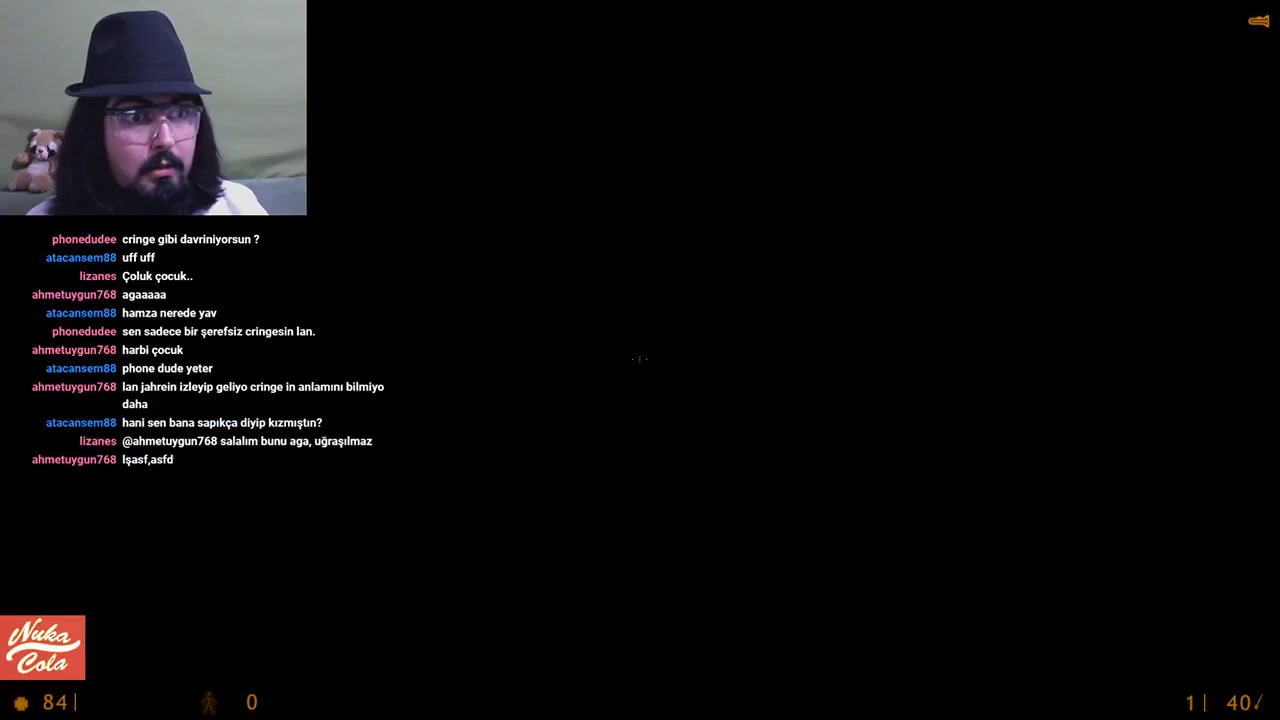 phonedudee cringe gibi davriniyorsun ?
atacansem88 uff uff
lizanes Çoluk çocuk..
ahmetuygun768 agaaaaa
atacansem88 hamza nerede yav
phonedudee sen sadece bir şerefsiz cringesin lan.
ahmetuygun768 harbi çocuk
atacansem88 phone dude yeter
ahmetuygun768 lan jahrein izleyip geliyo cringe in anlamını bilmiyo
daha
atacansem88 hani sen bana sapıkça diyip kızmıştın?
lizanes @ahmetuygun768 salalım bunu aga, uğraşılmaz
ahmetuygun768 lşasf,asfd
Nuka
Cola
84| 0 1| 40